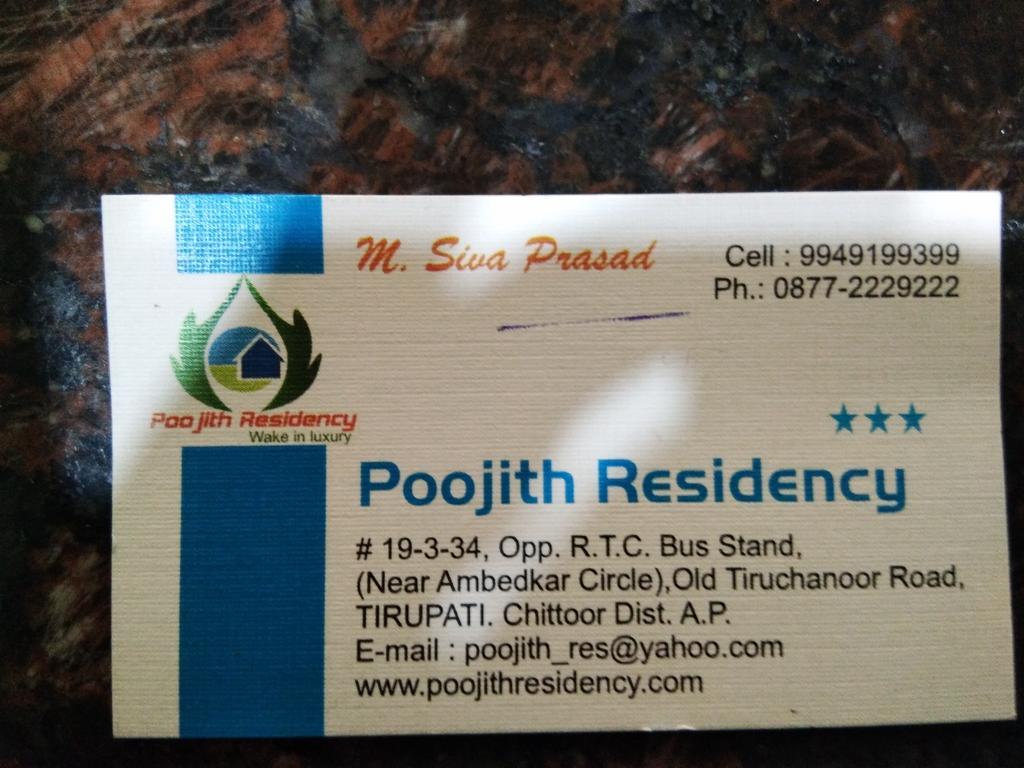 M. Siva Prasad
Cell : 9949199399
Ph.: 0877-2229222
Poojith Residency
Wake in luxury
Poojith Residency
# 19-3-34, Opp. R.T.C. Bus Stand,
(Near Ambedkar Circle),Old Tiruchanoor Road,
TIRUPATI. Chittoor Dist. A.P.
E-mail : poojith_res@yahoo.com
www.poojithresidency.com